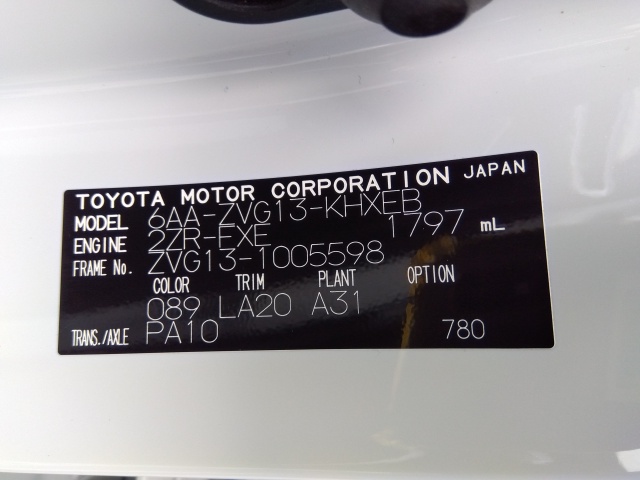 TOYOTA MOTOR CORPORATION JAPAN
MODEL 6AA-ZVG13-KHXEB
ENGINE 2ZR-EXE 1797 mL
FRAME No. ZVG13-1005598
COLOR TRIM PLANT OPTION
089 LA20 A31
TRANS./AXLE PA10 780